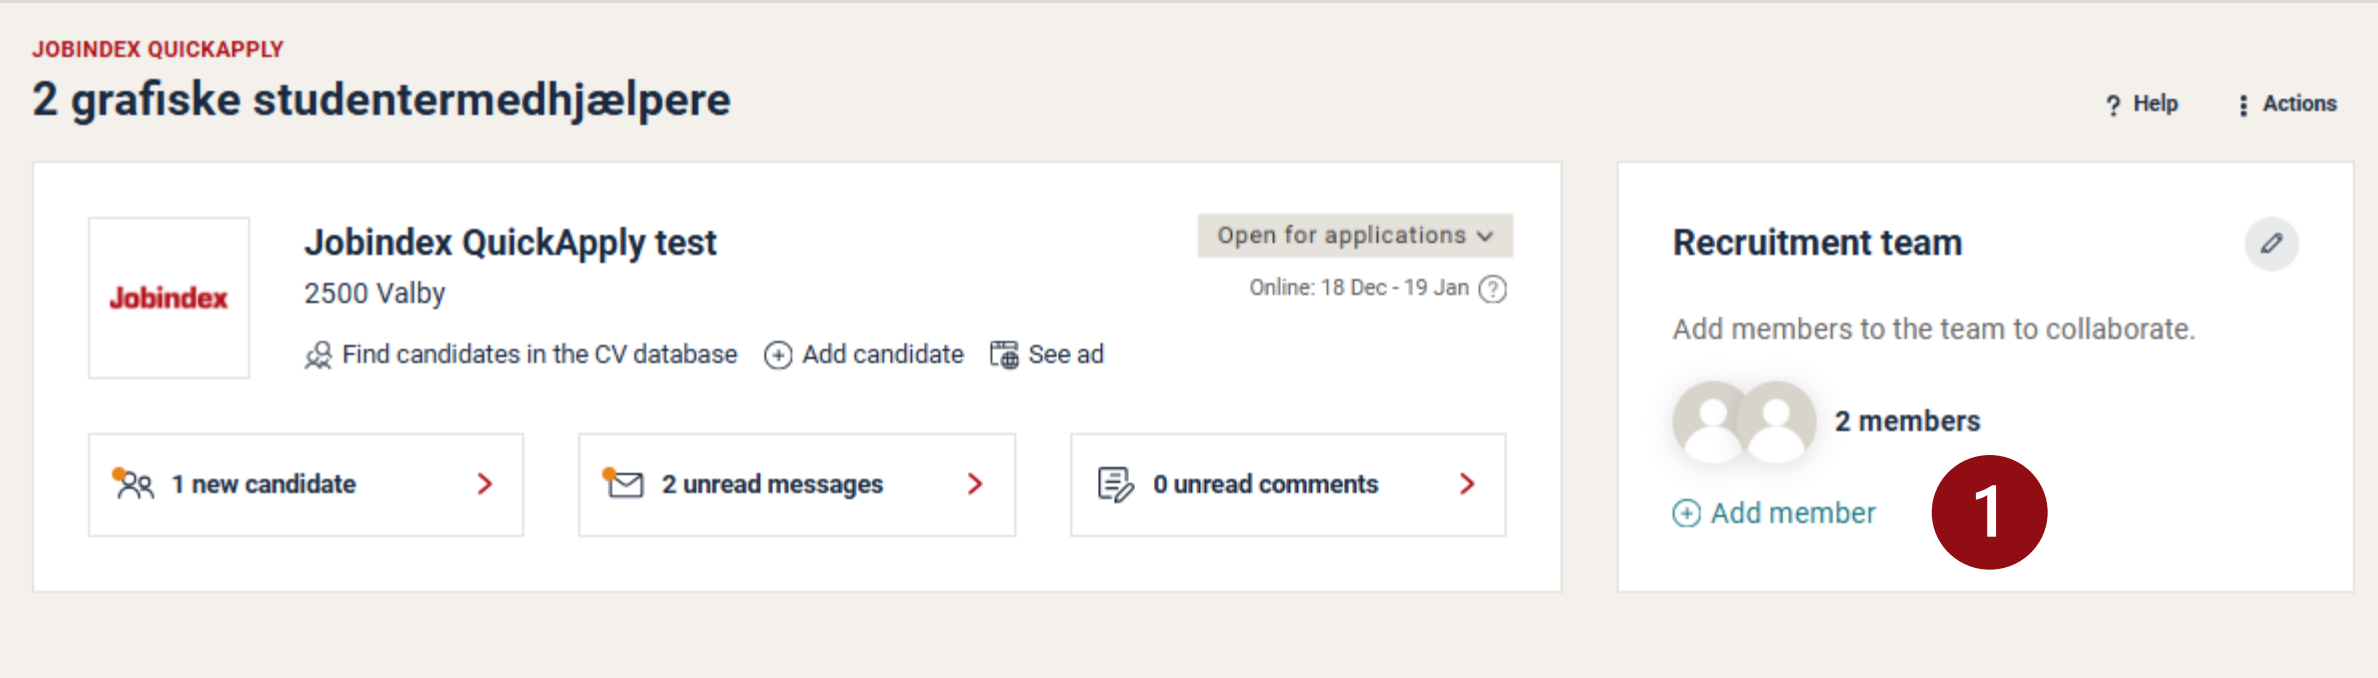 JOBINDEX QUICKAPPLY
2 grafiske studentermedhjælpere
? Help
Actions
Jobindex
Jobindex QuickApply test
2500 Valby
Open for applications
Online: 18 Dec - 19 Jan ?
Find candidates in the CV database
Add candidate
See ad
1 new candidate
2 unread messages
0 unread comments
Recruitment team
Add members to the team to collaborate.
2 members
Add member
1